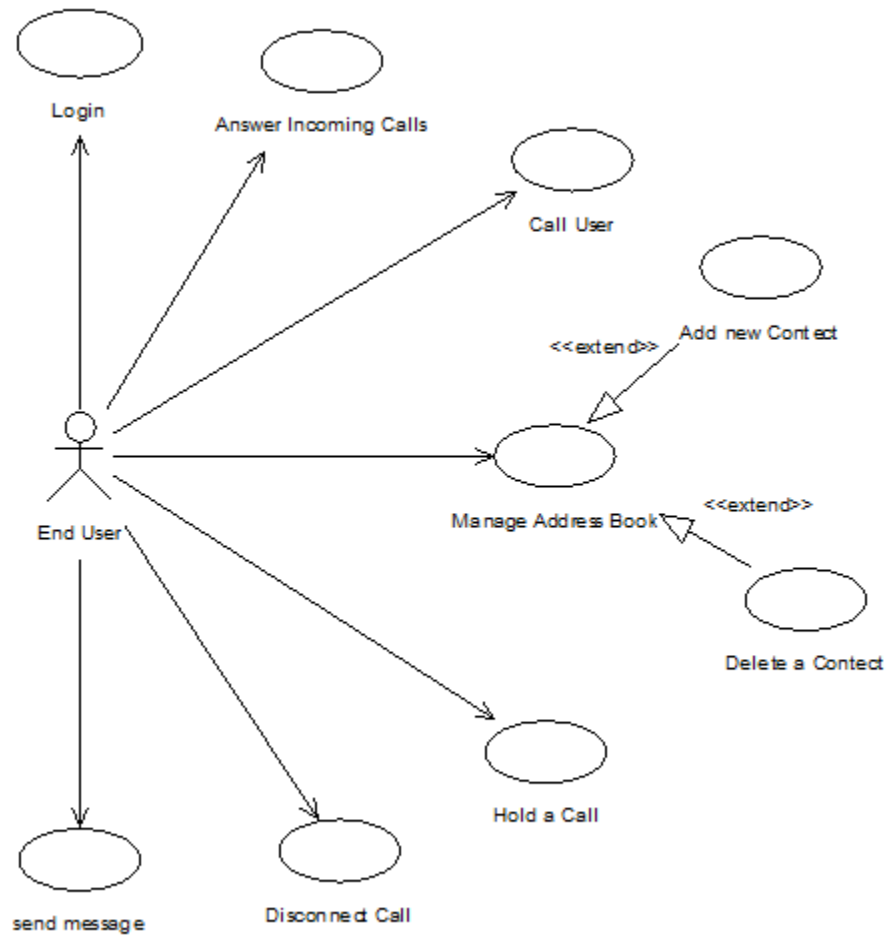 Login
Answer Incoming Calls
Call User
Add new Contect
<<extend>>
Manage Address Book
<<extend>>
End User
Delete a Contect
Hold a Call
Disconnect Call
send message